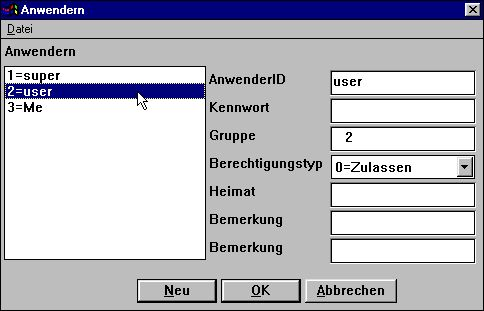 Anwendern
Datei
Anwendern
1=super
2=user
3=Me
AnwenderID user
Kennwort
Gruppe 2
Berechtigungstyp 0=Zulassen
Heimat
Bemerkung
Bemerkung
Neu OK Abbrechen